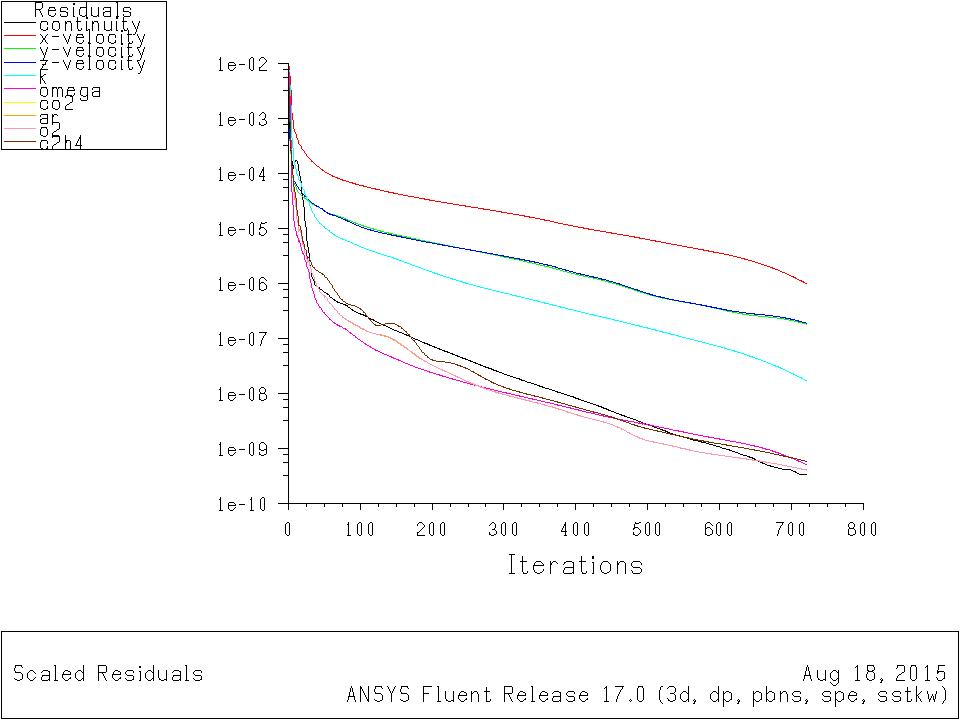 Residuals
continuity
x-velocity
y-velocity
z-velocity
k
omega
co2
ar
o2
c2h4
1e-02
1e-03
1e-04
1e-05
1e-06
1e-07
1e-08
1e-09
1e-10
0 100 200 300 400 500 600 700 800
Iterations
Scaled Residuals
Aug 18, 2015
ANSYS Fluent Release 17.0 (3d, dp, pbns, spe, sstkw)